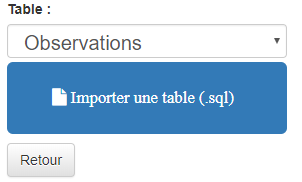 Table :
Observations
Importer une table (.sql)
Retour